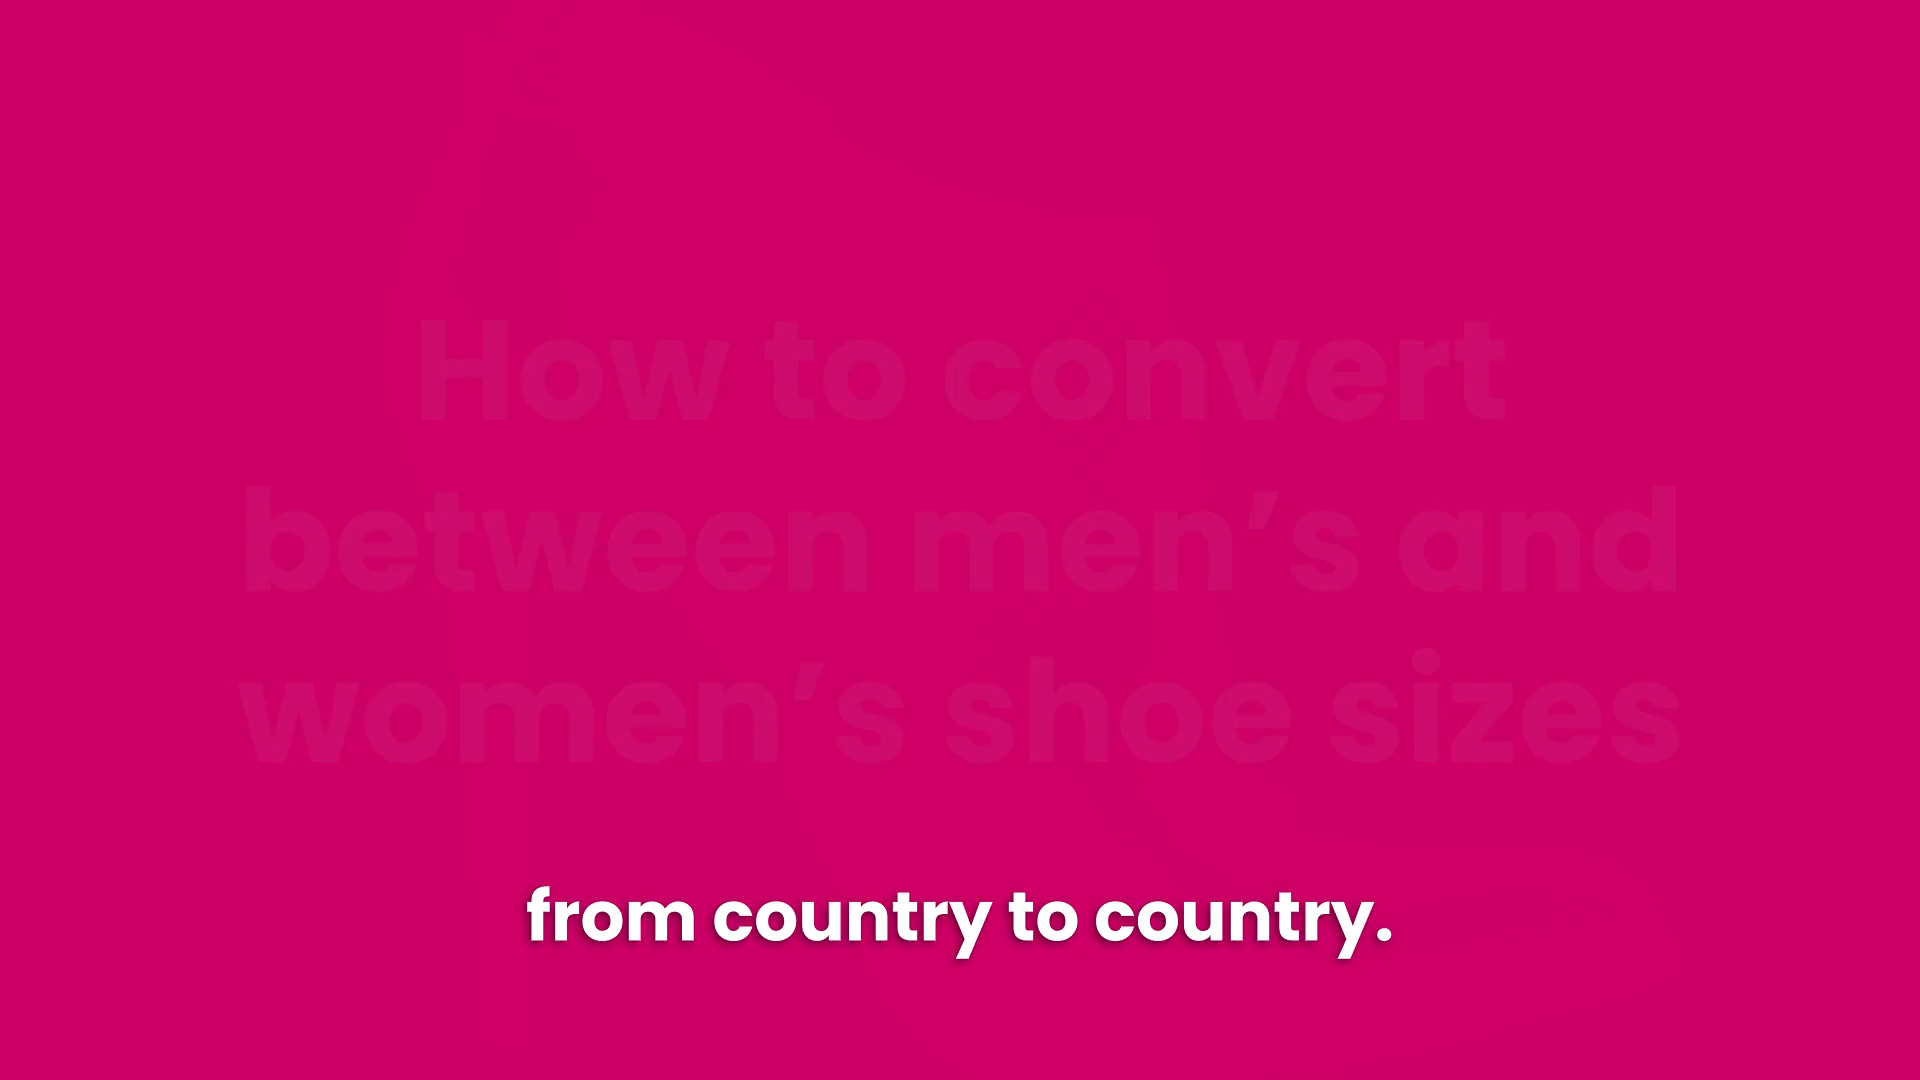 How to convert
between men’s and
women’s shoe sizes
from country to country.